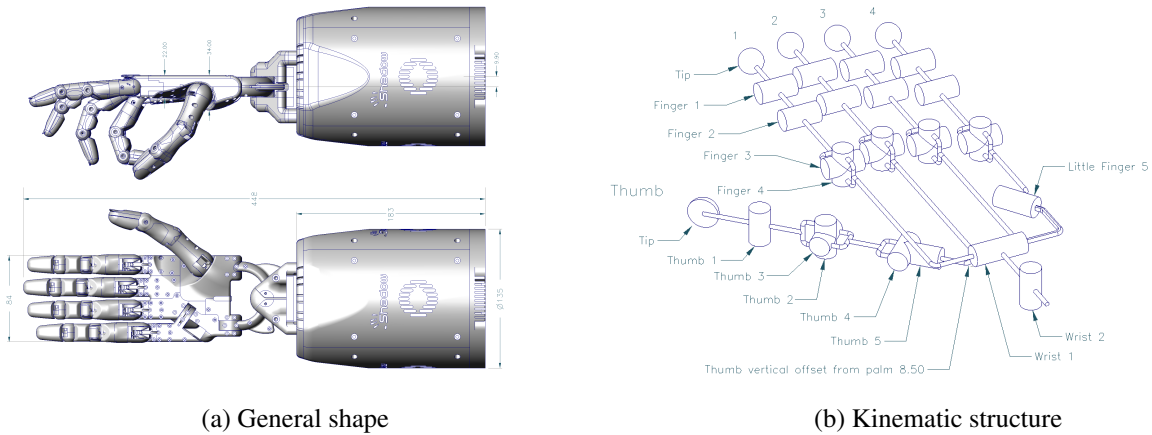 22.00
24.00
9.90
Shadow
448
183
84
Ø135
Shadow
1
2
3
4
Tip
Finger 1
Finger 2
Finger 3
Finger 4
Little Finger 5
Thumb
Tip
Thumb 1
Thumb 3
Thumb 2
Thumb 4
Thumb 5
Wrist 2
Wrist 1
Thumb vertical offset from palm 8.50
(a) General shape
(b) Kinematic structure